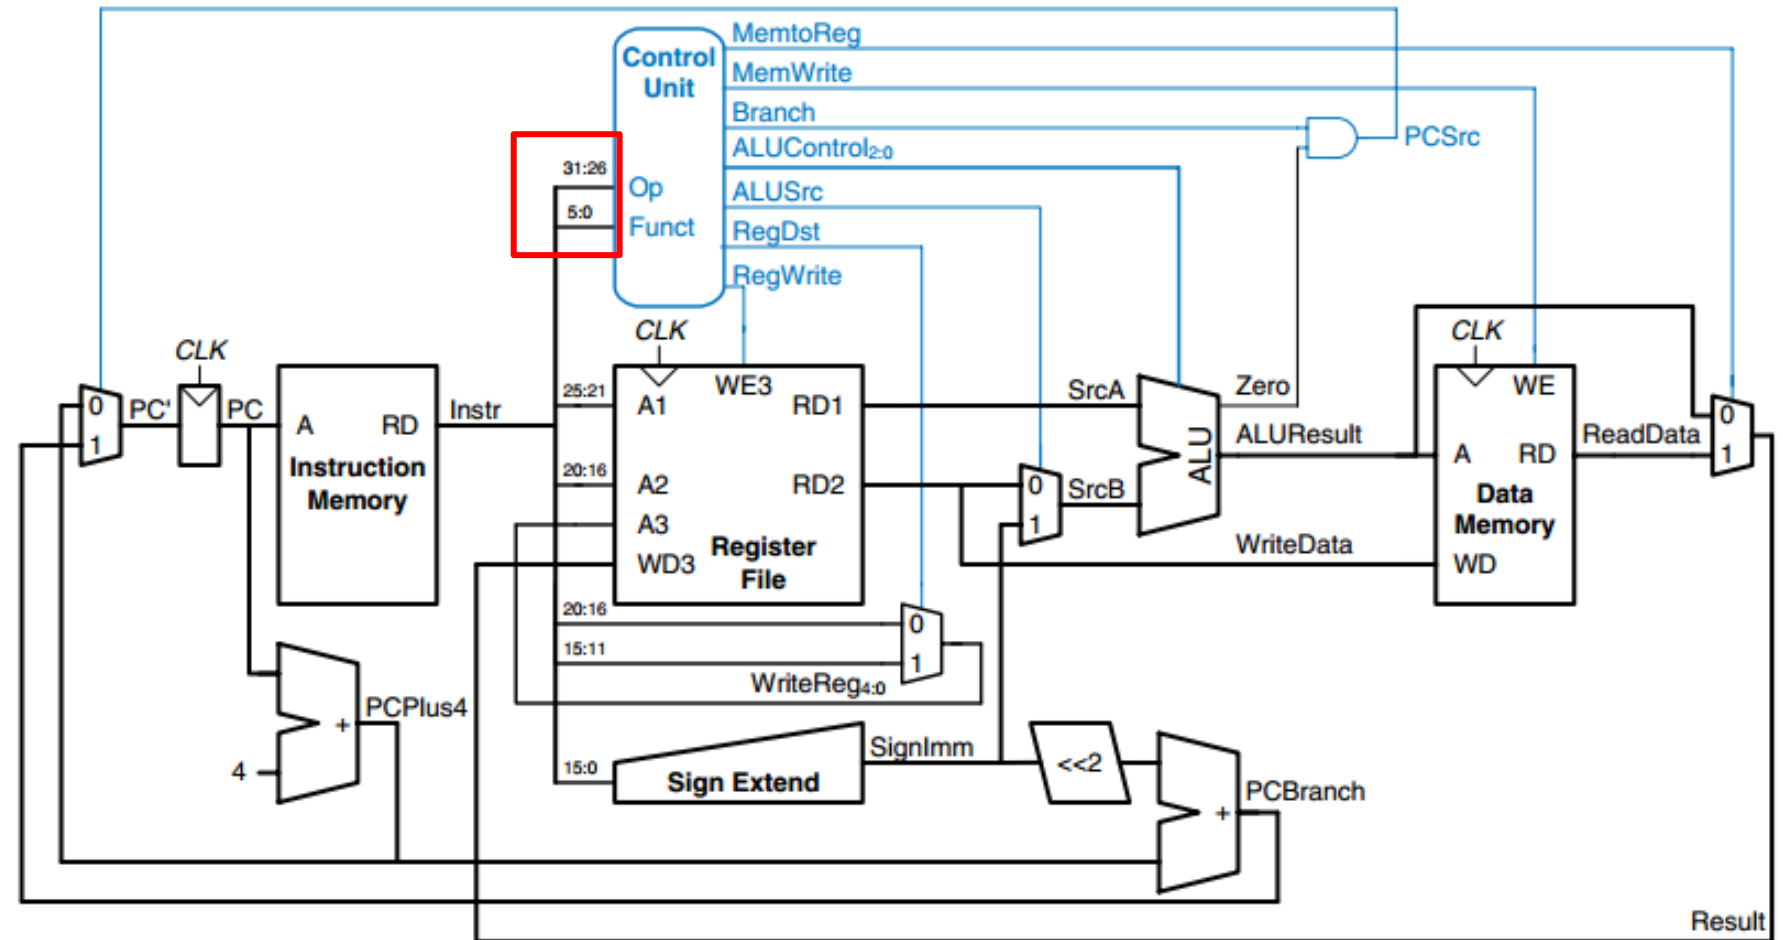 MemtoReg
Control
Unit
MemWrite
Branch
PCSrc
ALUControl2:0
31:26
Op
ALUSrc
5:0
Funct
RegDst
RegWrite
CLK
CLK
CLK
0
PC'
PC
1
A
RD
Instr
Instruction
Memory
25:21
A1
WE3
RD1
SrcA
Zero
WE
0
20:16
A2
RD2
0
SrcB
ALU
ALUResult
A
RD
ReadData
1
A3
1
Data
Memory
Register
File
WD3
WriteData
WD
20:16
0
15:11
1
WriteReg4:0
PCPlus4
+
4
15:0
Sign Extend
SignImm
<<2
PCBranch
+
Result